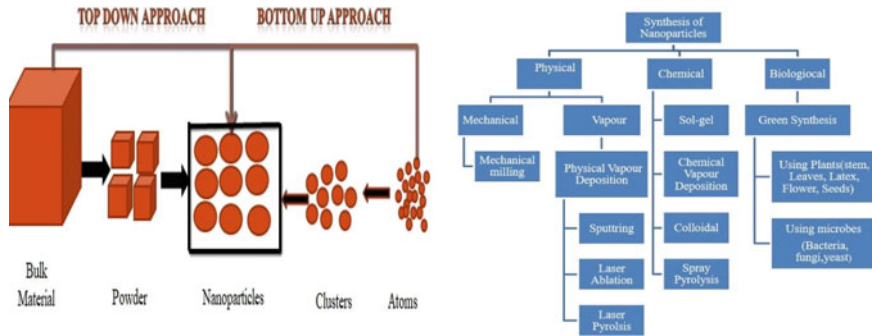 TOP DOWN APPROACH
BOTTOM UP APPROACH
Bulk
Material
Powder
Nanoparticles
Clusters
Atoms
Synthesis of
Nanoparticles
Physical
Chemical
Biologiocal
Mechanical
Vapour
Sol-gel
Green Synthesis
Mechanical
milling
Physical Vapour
Deposition
Chemical
Vapour
Deposition
Using Plants(stem,
Leaves, Latex,
Flower, Seeds)
Sputtring
Colloidal
Using microbes
(Bacteria,
fungi,yeast)
Laser
Ablation
Spray
Pyrolysis
Laser
Pyrolsis